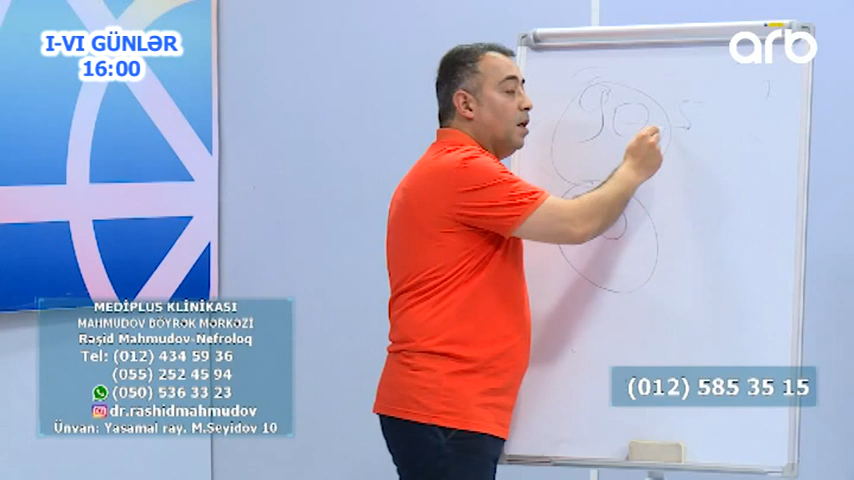 I-VI GÜNLƏR
16:00
arb
MEDİPLUS KLİNİKASI
MAHMUDOV BÖYRƏK MƏRKƏZİ
Rəşid Mahmudov-Nefroloq
Tel: (012) 434 59 36
(055) 252 45 94
(050) 536 33 23
dr.rashidmahmudov
Ünvan: Yasamal ray. M.Seyidov 10
(012) 585 35 15